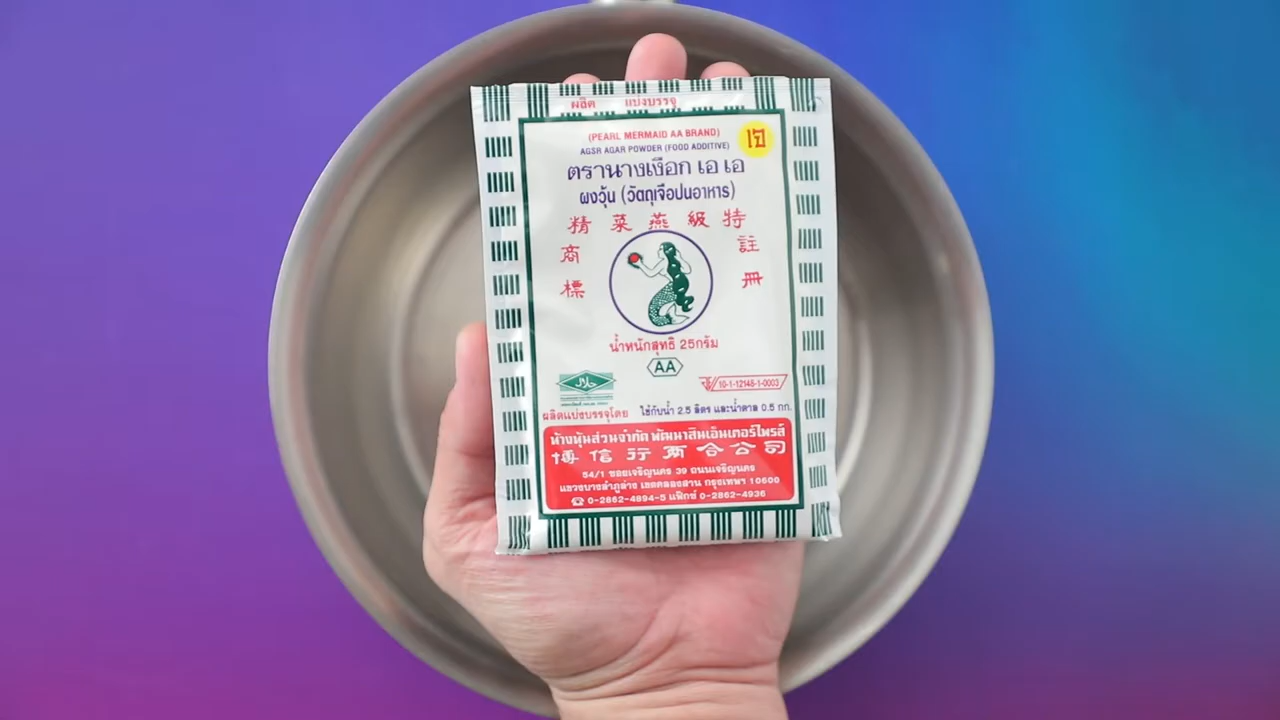 ผลิต แบ่งบรรจุ
(PEARL MERMAID AA BRAND)
เจ
AGSR AGAR POWDER (FOOD ADDITIVE)
ตรานางเงือก เอ เอ
ผงวุ้น (วัตถุเจือปนอาหาร)
精 菜 燕 級 特
商 註
標 冊
น้ำหนักสุทธิ 25กรัม
AA
10-1-12148-1-0003
ผลิตแบ่งบรรจุโดย ใช้กับน้ำ 2.5 ลิตร และน้ำตาล 0.5 กก.
ห้างหุ้นส่วนจำกัด พัฒนาสินเอ็นเตอร์ไพรส์
博 信 行 兩 合 公 司
54/1 ซอยเจริญนคร 39 ถนนเจริญนคร
แขวงบางลำภูล่าง เขตคลองสาน กรุงเทพฯ 10600
☎ 0-2862-4894-5 แฟ็กซ์ 0-2862-4936